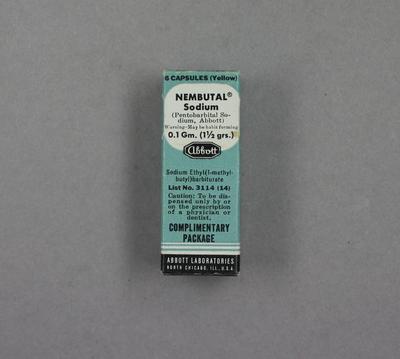 6 CAPSULES (Yellow)
NEMBUTAL®
Sodium
(Pentobarbital So-
dium, Abbott)
Warning-May be habit forming
0.1 Gm. (1½ grs.)
Abbott
Sodium Ethyl(1-methyl-
butyl)barbiturate
List No. 3114 (14)
Caution: To be dis-
pensed only by or
on the prescription
of a physician or
dentist.
COMPLIMENTARY
PACKAGE
ABBOTT LABORATORIES
NORTH CHICAGO, ILL., U.S.A.